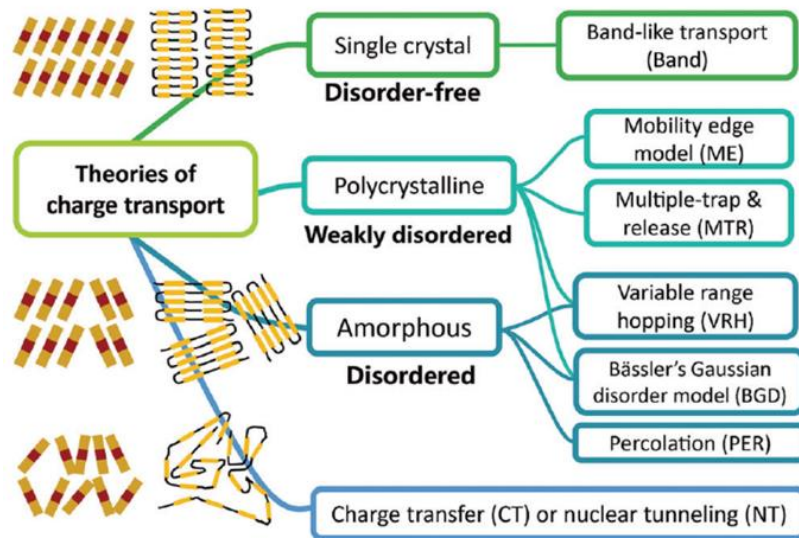 Single crystal
Disorder-free
Band-like transport
(Band)
Theories of
charge transport
Polycrystalline
Weakly disordered
Mobility edge
model (ME)
Multiple-trap &
release (MTR)
Amorphous
Disordered
Variable range
hopping (VRH)
Bässler's Gaussian
disorder model (BGD)
Percolation (PER)
Charge transfer (CT) or nuclear tunneling (NT)